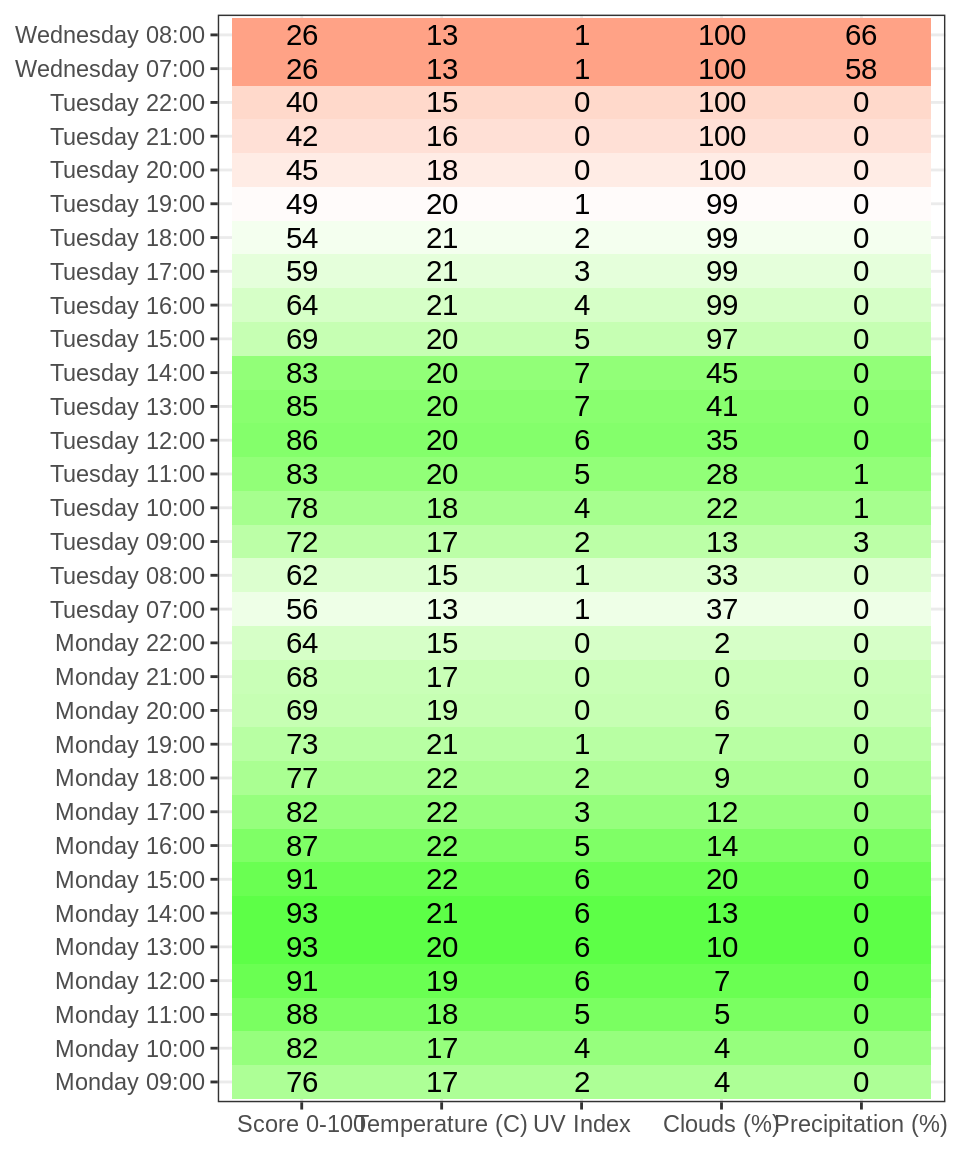 Wednesday 08:00 26 13 1 100 66
Wednesday 07:00 26 13 1 100 58
Tuesday 22:00 40 15 0 100 0
Tuesday 21:00 42 16 0 100 0
Tuesday 20:00 45 18 0 100 0
Tuesday 19:00 49 20 1 99 0
Tuesday 18:00 54 21 2 99 0
Tuesday 17:00 59 21 3 99 0
Tuesday 16:00 64 21 4 99 0
Tuesday 15:00 69 20 5 97 0
Tuesday 14:00 83 20 7 45 0
Tuesday 13:00 85 20 7 41 0
Tuesday 12:00 86 20 6 35 0
Tuesday 11:00 83 20 5 28 1
Tuesday 10:00 78 18 4 22 1
Tuesday 09:00 72 17 2 13 3
Tuesday 08:00 62 15 1 33 0
Tuesday 07:00 56 13 1 37 0
Monday 22:00 64 15 0 2 0
Monday 21:00 68 17 0 0 0
Monday 20:00 69 19 0 6 0
Monday 19:00 73 21 1 7 0
Monday 18:00 77 22 2 9 0
Monday 17:00 82 22 3 12 0
Monday 16:00 87 22 5 14 0
Monday 15:00 91 22 6 20 0
Monday 14:00 93 21 6 13 0
Monday 13:00 93 20 6 10 0
Monday 12:00 91 19 6 7 0
Monday 11:00 88 18 5 5 0
Monday 10:00 82 17 4 4 0
Monday 09:00 76 17 2 4 0
Score 0-100 Temperature (C) UV Index Clouds (%) Precipitation (%)